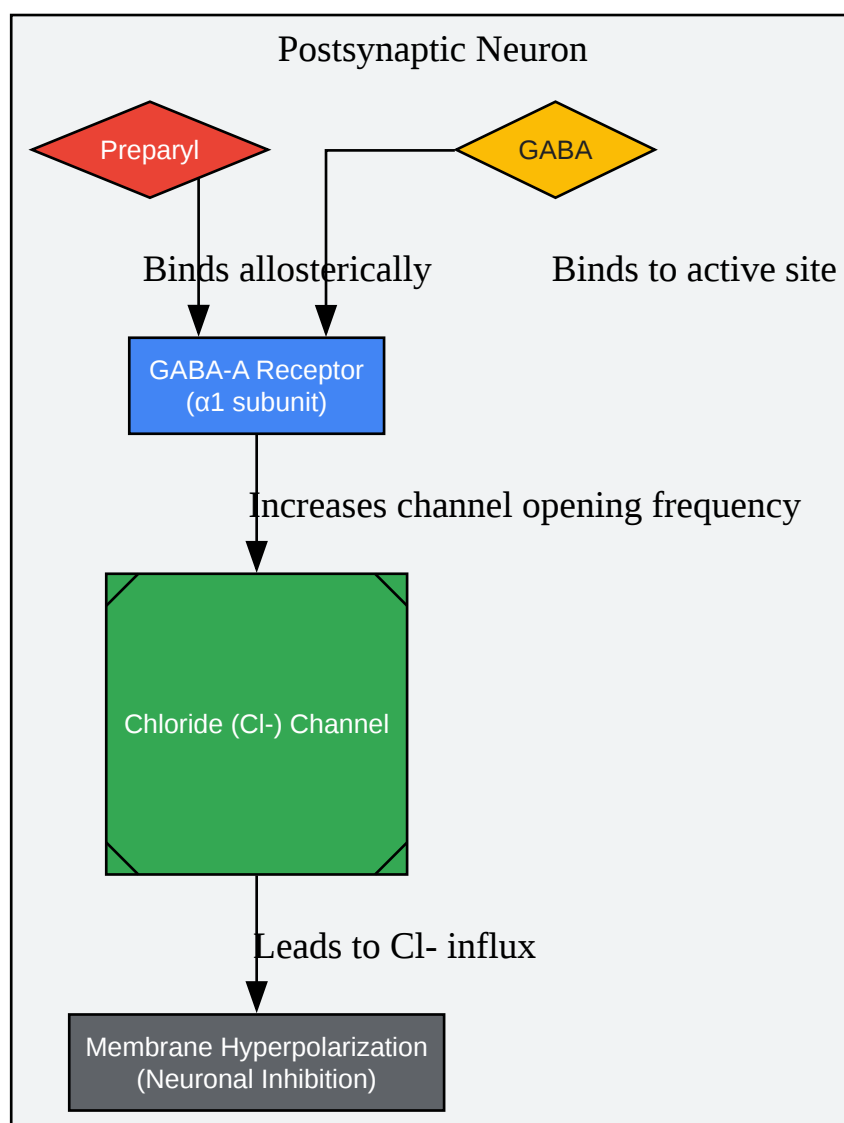 Postsynaptic Neuron
Preparyl
GABA
Binds allosterically
Binds to active site
GABA-A Receptor
(α1 subunit)
Increases channel opening frequency
Chloride (Cl-) Channel
Leads to Cl- influx
Membrane Hyperpolarization
(Neuronal Inhibition)